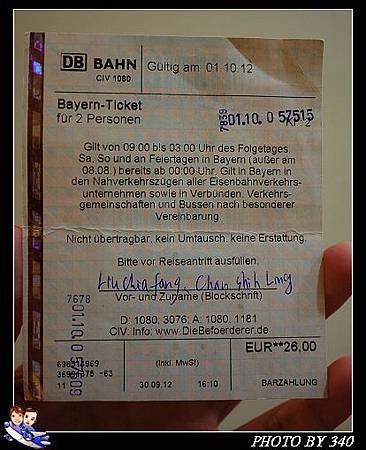 DB BAHN
CIV 1080
Gültig am 01.10.12
Bayern-Ticket
für 2 Personen
7839
01.10. 0 57515
Kl. 2
Gilt von 09:00 bis 03:00 Uhr des Folgetages.
Sa, So und an Feiertagen in Bayern (außer am
08.08.) bereits ab 00:00 Uhr. Gilt in Bayern in
den Nahverkehrszügen aller Eisenbahnverkehrs-
unternehmen sowie in Verbünden, Verkehrs-
gemeinschaften und Bussen nach besonderer
Vereinbarung.
Nicht übertragbar, kein Umtausch, keine Erstattung.
Bitte vor Reiseantritt ausfüllen.
Liu chia fang, Chan Shih Ling
Vor- und Zuname (Blockschrift)
7678
D: 1080, 3076; A: 1080, 1181
CIV: Info: www.DieBefoerderer.de
EUR**26,00
-63
(inkl. MwSt)
11
30.09.12
16:10
BARZAHLUNG
PHOTO BY 340